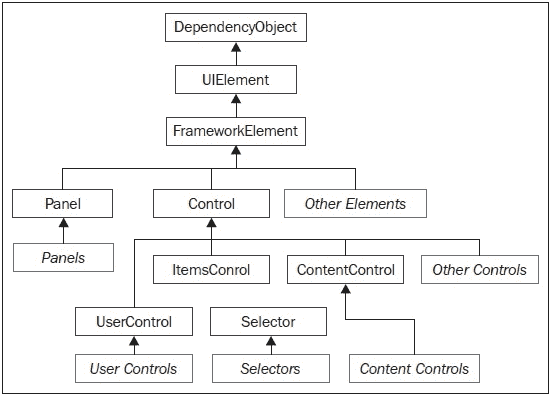 DependencyObject
UIElement
FrameworkElement
Panel
Control
Other Elements
Panels
ItemsConrol
ContentControl
Other Controls
UserControl
Selector
User Controls
Selectors
Content Controls